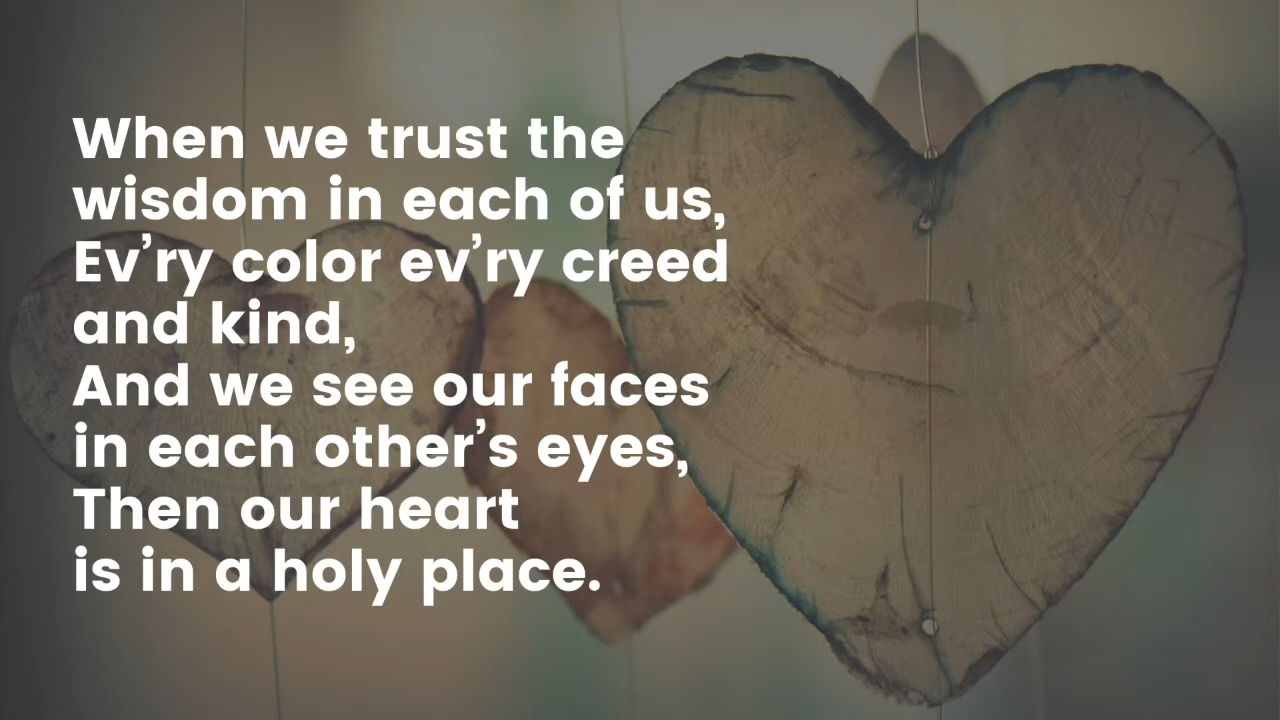 When we trust the
wisdom in each of us,
Ev’ry color ev’ry creed
and kind,
And we see our faces
in each other’s eyes,
Then our heart
is in a holy place.